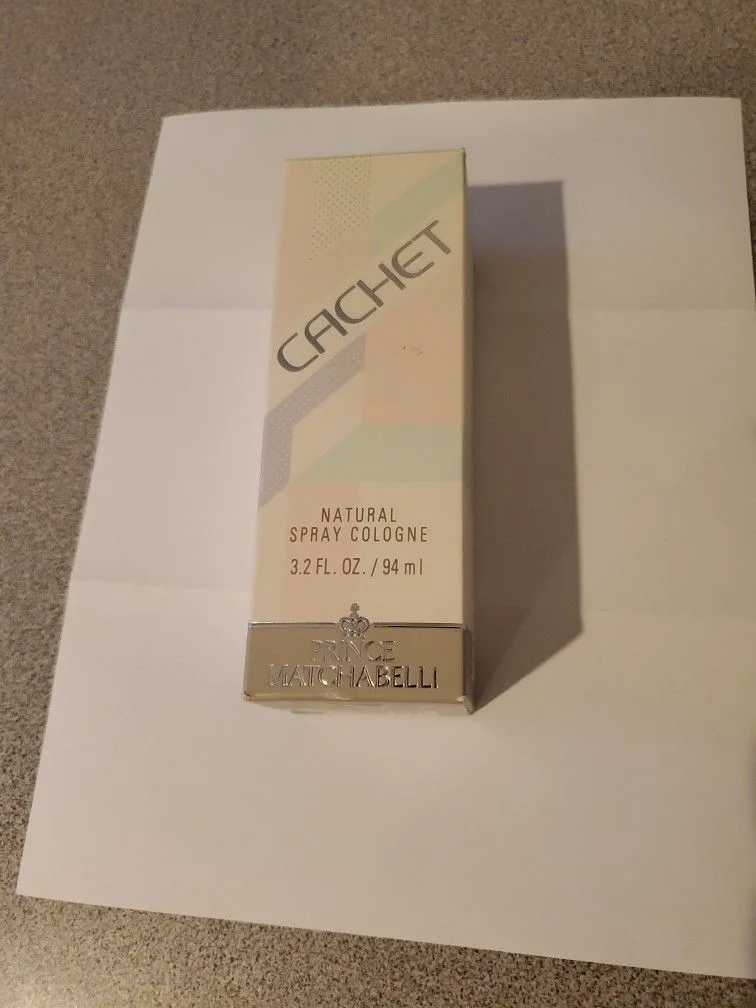 CACHET
NATURAL
SPRAY COLOGNE
3.2 FL. OZ. / 94 ml
PRINCE
MATCHABELLI